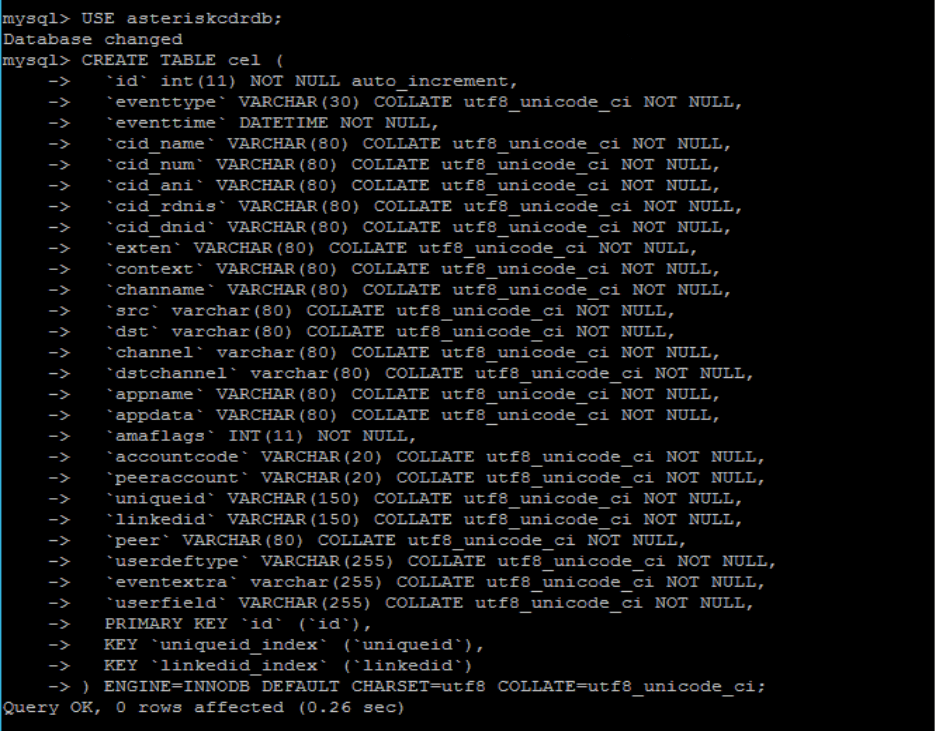 mysql> USE asteriskcdrdb;
Database changed
mysql> CREATE TABLE cel (
    ->   `id` int(11) NOT NULL auto_increment,
    ->   `eventtype` VARCHAR(30) COLLATE utf8_unicode_ci NOT NULL,
    ->   `eventtime` DATETIME NOT NULL,
    ->   `cid_name` VARCHAR(80) COLLATE utf8_unicode_ci NOT NULL,
    ->   `cid_num` VARCHAR(80) COLLATE utf8_unicode_ci NOT NULL,
    ->   `cid_ani` VARCHAR(80) COLLATE utf8_unicode_ci NOT NULL,
    ->   `cid_rdnis` VARCHAR(80) COLLATE utf8_unicode_ci NOT NULL,
    ->   `cid_dnid` VARCHAR(80) COLLATE utf8_unicode_ci NOT NULL,
    ->   `exten` VARCHAR(80) COLLATE utf8_unicode_ci NOT NULL,
    ->   `context` VARCHAR(80) COLLATE utf8_unicode_ci NOT NULL,
    ->   `channame` VARCHAR(80) COLLATE utf8_unicode_ci NOT NULL,
    ->   `src` varchar(80) COLLATE utf8_unicode_ci NOT NULL,
    ->   `dst` varchar(80) COLLATE utf8_unicode_ci NOT NULL,
    ->   `channel` varchar(80) COLLATE utf8_unicode_ci NOT NULL,
    ->   `dstchannel` varchar(80) COLLATE utf8_unicode_ci NOT NULL,
    ->   `appname` VARCHAR(80) COLLATE utf8_unicode_ci NOT NULL,
    ->   `appdata` VARCHAR(80) COLLATE utf8_unicode_ci NOT NULL,
    ->   `amaflags` INT(11) NOT NULL,
    ->   `accountcode` VARCHAR(20) COLLATE utf8_unicode_ci NOT NULL,
    ->   `peeraccount` VARCHAR(20) COLLATE utf8_unicode_ci NOT NULL,
    ->   `uniqueid` VARCHAR(150) COLLATE utf8_unicode_ci NOT NULL,
    ->   `linkedid` VARCHAR(150) COLLATE utf8_unicode_ci NOT NULL,
    ->   `peer` VARCHAR(80) COLLATE utf8_unicode_ci NOT NULL,
    ->   `userdeftype` VARCHAR(255) COLLATE utf8_unicode_ci NOT NULL,
    ->   `eventextra` varchar(255) COLLATE utf8_unicode_ci NOT NULL,
    ->   `userfield` VARCHAR(255) COLLATE utf8_unicode_ci NOT NULL,
    ->   PRIMARY KEY `id` (`id`),
    ->   KEY `uniqueid_index` (`uniqueid`),
    ->   KEY `linkedid_index` (`linkedid`)
    -> ) ENGINE=INNODB DEFAULT CHARSET=utf8 COLLATE=utf8_unicode_ci;
Query OK, 0 rows affected (0.26 sec)